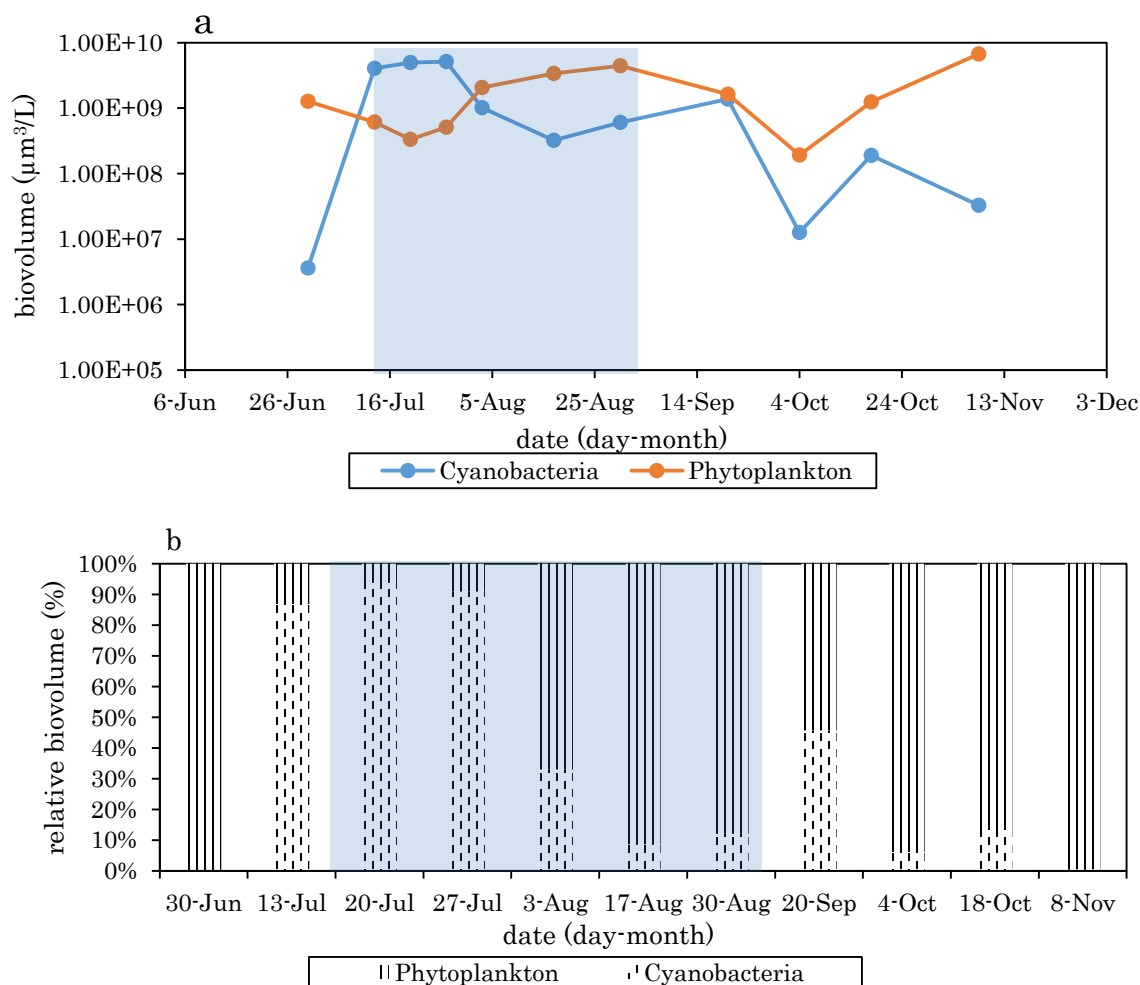 a
biovolume (µm³/L)
1.00E+10
1.00E+09
1.00E+08
1.00E+07
1.00E+06
1.00E+05
6-Jun 26-Jun 16-Jul 5-Aug 25-Aug 14-Sep 4-Oct 24-Oct 13-Nov 3-Dec
date (day-month)
Cyanobacteria Phytoplankton
b
relative biovolume (%)
100%
90%
80%
70%
60%
50%
40%
30%
20%
10%
0%
30-Jun 13-Jul 20-Jul 27-Jul 3-Aug 17-Aug 30-Aug 20-Sep 4-Oct 18-Oct 8-Nov
date (day-month)
Phytoplankton Cyanobacteria